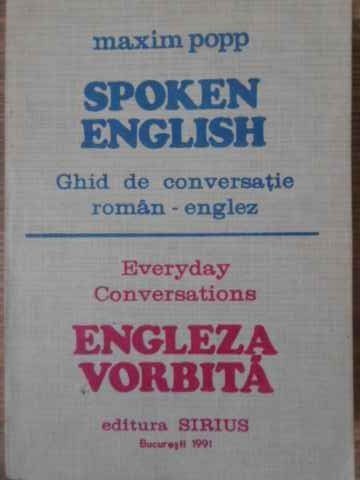 maxim popp
SPOKEN
ENGLISH
Ghid de conversaţie
român - englez
Everyday
Conversations
ENGLEZA
VORBITĂ
editura SIRIUS
Bucureşti 1991